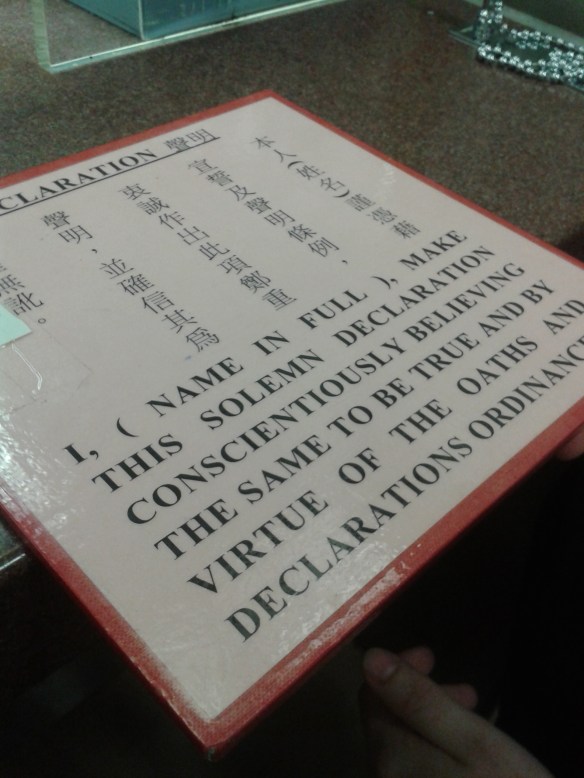 CLARATION 聲明
本人(姓名)謹憑藉
宣誓及聲明條例，
衷誠作出此項鄭重
聲明，並確信其為
無訛。
I, ( NAME IN FULL ), MAKE
THIS SOLEMN DECLARATION
CONSCIENTIOUSLY BELIEVING
THE SAME TO BE TRUE AND BY
VIRTUE OF THE OATHS AND
DECLARATIONS ORDINANCE